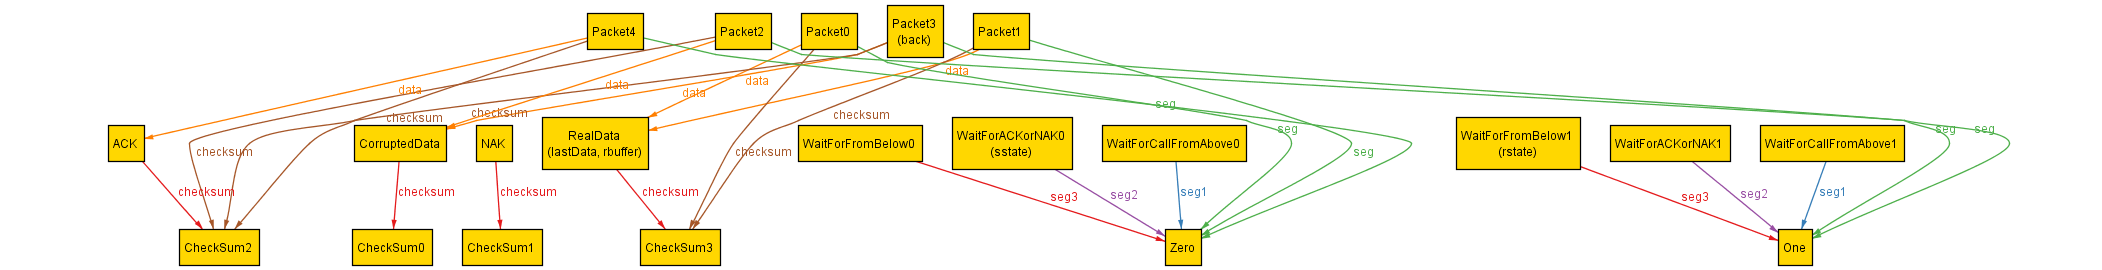 Packet4
Packet2
Packet0
Packet3
(back)
Packet1
data
data
data
data
data
seg
checksum
checksum
checksum
seg
seg
seg
seg
ACK
CorruptedData
NAK
RealData
(lastData, rbuffer)
WaitForFromBelow0
WaitForACKorNAK0
(sstate)
WaitForCallFromAbove0
WaitForFromBelow1
(rstate)
WaitForACKorNAK1
WaitForCallFromAbove1
checksum
checksum
checksum
checksum
checksum
checksum
seg3
seg2
seg1
seg3
seg2
seg1
CheckSum2
CheckSum0
CheckSum1
CheckSum3
Zero
One